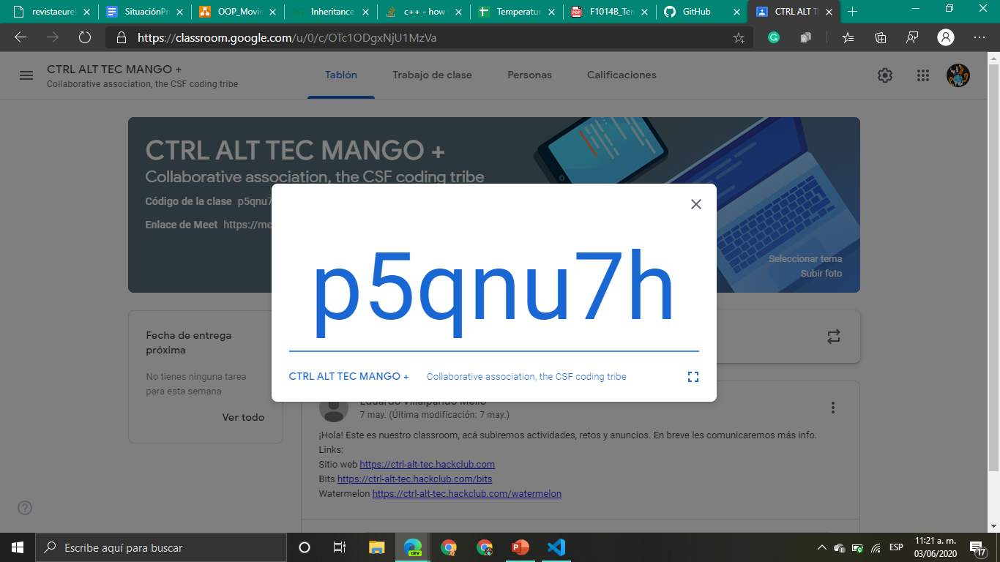 revistaeurel
SituaciónPr
OOP_Movie
Inheritance
c++ - how t
Temperatur
F1014B_Ten
GitHub
CTRL ALT T
https://classroom.google.com/u/0/c/OTc1ODgxNjU1MzVa
CTRL ALT TEC MANGO +
Collaborative association, the CSF coding tribe
Tablón
Trabajo de clase
Personas
Calificaciones
CTRL ALT TEC MANGO +
Collaborative association, the CSF coding tribe
Código de la clase p5qnu7
Enlace de Meet https://me
Seleccionar tema
Subir foto
p5qnu7h
CTRL ALT TEC MANGO + Collaborative association, the CSF coding tribe
Fecha de entrega
próxima
No tienes ninguna tarea
para esta semana
Ver todo
Eduardo Villalpando Mello
7 may. (Última modificación: 7 may.)
¡Hola! Este es nuestro classroom, acá subiremos actividades, retos y anuncios. En breve les comunicaremos más info.
Links:
Sitio web https://ctrl-alt-tec.hackclub.com
Bits https://ctrl-alt-tec.hackclub.com/bits
Watermelon https://ctrl-alt-tec.hackclub.com/watermelon
Escribe aquí para buscar
DEV
ESP
11:21 a. m.
03/06/2020
17